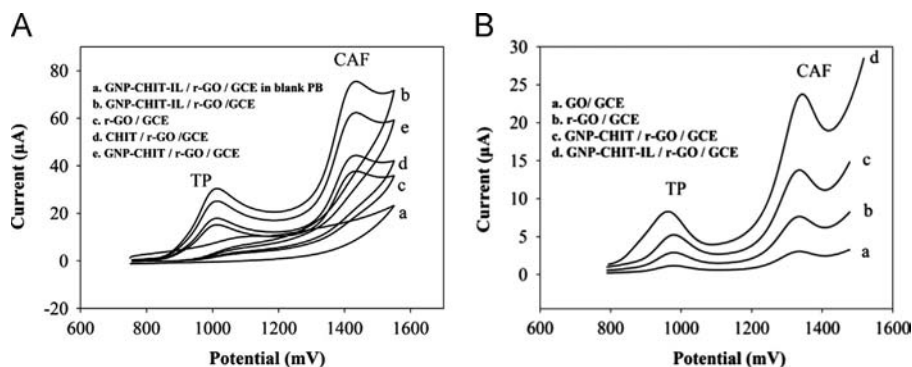 A
80
60
40
20
0
-20
Current (µA)
600 800 1000 1200 1400 1600
Potential (mV)
CAF
TP
a. GNP-CHIT-IL / r-GO / GCE in blank PB
b. GNP-CHIT-IL / r-GO /GCE
c. r-GO / GCE
d. CHIT / r-GO /GCE
e. GNP-CHIT / r-GO / GCE
b
e
d
c
a
B
30
25
20
15
10
5
0
Current (µA)
600 800 1000 1200 1400 1600
Potential (mV)
CAF
TP
a. GO/ GCE
b. r-GO / GCE
c. GNP-CHIT / r-GO / GCE
d. GNP-CHIT-IL / r-GO / GCE
d
c
b
a